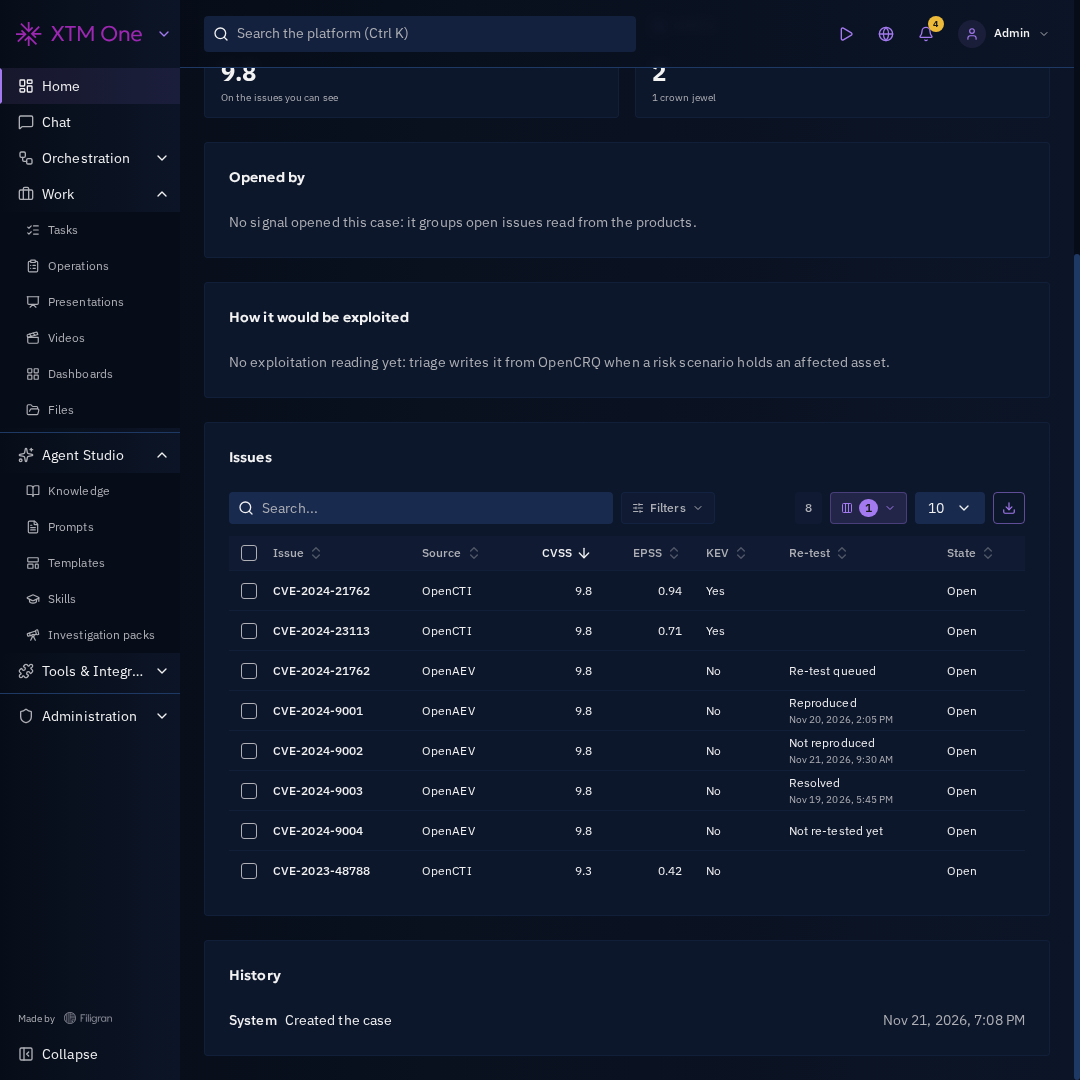 XTM One
Search the platform (Ctrl K)
4
Admin
Home
Chat
Orchestration
Work
Tasks
Operations
Presentations
Videos
Dashboards
Files
Agent Studio
Knowledge
Prompts
Templates
Skills
Investigation packs
Tools & Integr...
Administration
Made by Filigran
Collapse
9.8
On the issues you can see
2
1 crown jewel
Opened by
No signal opened this case: it groups open issues read from the products.
How it would be exploited
No exploitation reading yet: triage writes it from OpenCRQ when a risk scenario holds an affected asset.
Issues
Search...
Filters
8
1
10
Issue Source CVSS EPSS KEV Re-test State
CVE-2024-21762 OpenCTI 9.8 0.94 Yes Open
CVE-2024-23113 OpenCTI 9.8 0.71 Yes Open
CVE-2024-21762 OpenAEV 9.8 No Re-test queued Open
CVE-2024-9001 OpenAEV 9.8 No Reproduced Open
Nov 20, 2026, 2:05 PM
CVE-2024-9002 OpenAEV 9.8 No Not reproduced Open
Nov 21, 2026, 9:30 AM
CVE-2024-9003 OpenAEV 9.8 No Resolved Open
Nov 19, 2026, 5:45 PM
CVE-2024-9004 OpenAEV 9.8 No Not re-tested yet Open
CVE-2023-48788 OpenCTI 9.3 0.42 No Open
History
System Created the case Nov 21, 2026, 7:08 PM